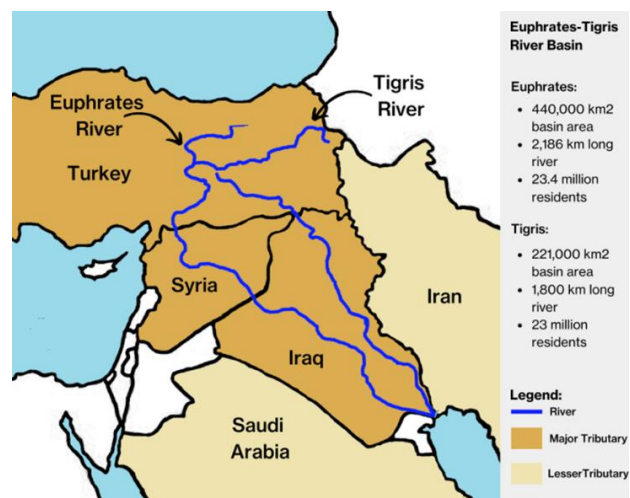 Euphrates
River
Tigris
River
Turkey
Syria
Iraq
Iran
Saudi
Arabia
Euphrates-Tigris
River Basin
Euphrates:
• 440,000 km2
basin area
• 2,186 km long
river
• 23.4 million
residents
Tigris:
• 221,000 km2
basin area
• 1,800 km long
river
• 23 million
residents
Legend:
River
Major Tributary
LesserTributary